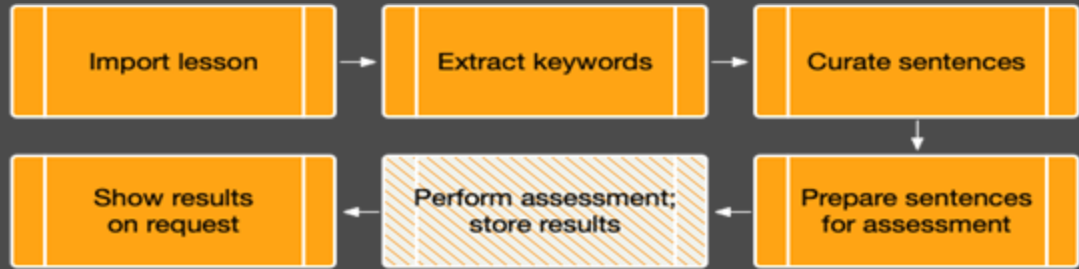 Import lesson
Extract keywords
Curate sentences
Prepare sentences
for assessment
Perform assessment;
store results
Show results
on request